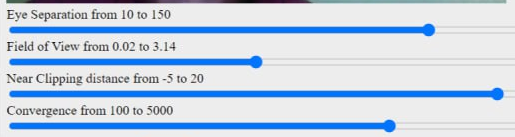 Eye Separation from 10 to 150
Field of View from 0.02 to 3.14
Near Clipping distance from -5 to 20
Convergence from 100 to 5000